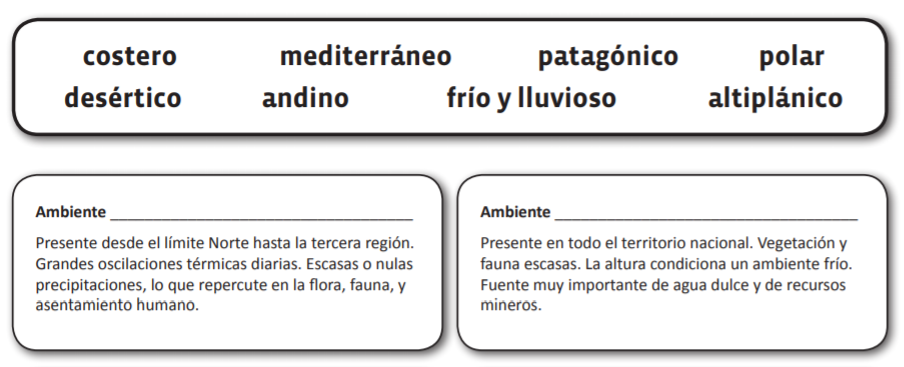 costero mediterráneo patagónico polar
desértico andino frío y lluvioso altiplánico
Ambiente ___________________________________
Presente desde el límite Norte hasta la tercera región.
Grandes oscilaciones térmicas diarias. Escasas o nulas
precipitaciones, lo que repercute en la flora, fauna, y
asentamiento humano.
Ambiente ___________________________________
Presente en todo el territorio nacional. Vegetación y
fauna escasas. La altura condiciona un ambiente frío.
Fuente muy importante de agua dulce y de recursos
mineros.